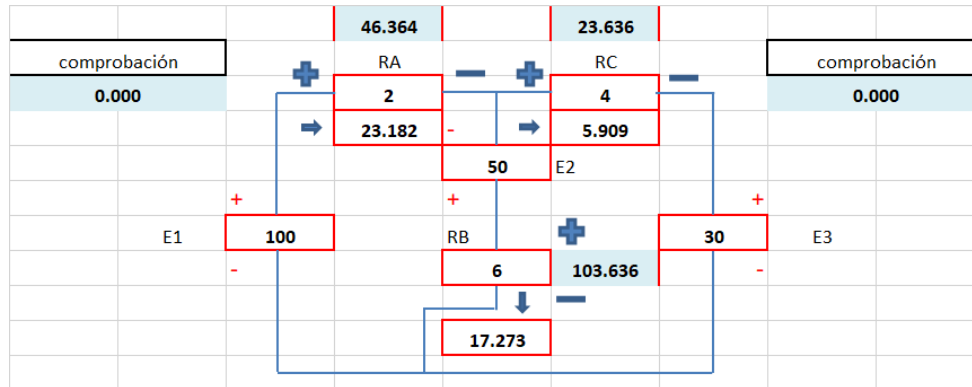 46.364 23.636
comprobación RA RC comprobación
0.000 2 4 0.000
23.182 - 5.909
50 E2
+ + +
E1 100 RB 30 E3
- 6 103.636 -
17.273